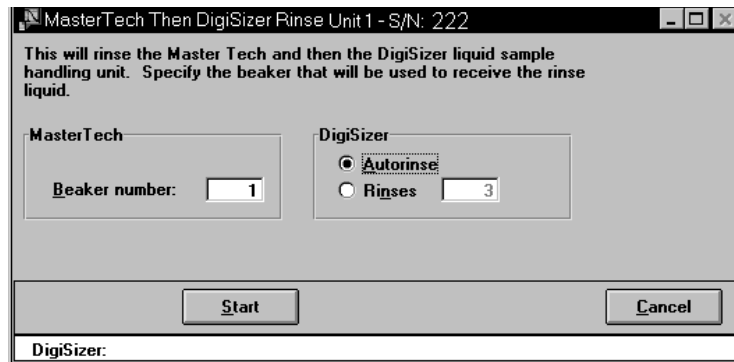 MasterTech Then DigiSizer Rinse Unit 1 - S/N: 222
This will rinse the Master Tech and then the DigiSizer liquid sample
handling unit. Specify the beaker that will be used to receive the rinse
liquid.
MasterTech
Beaker number: 1
DigiSizer
Autorinse
Rinses 3
Start
Cancel
DigiSizer: